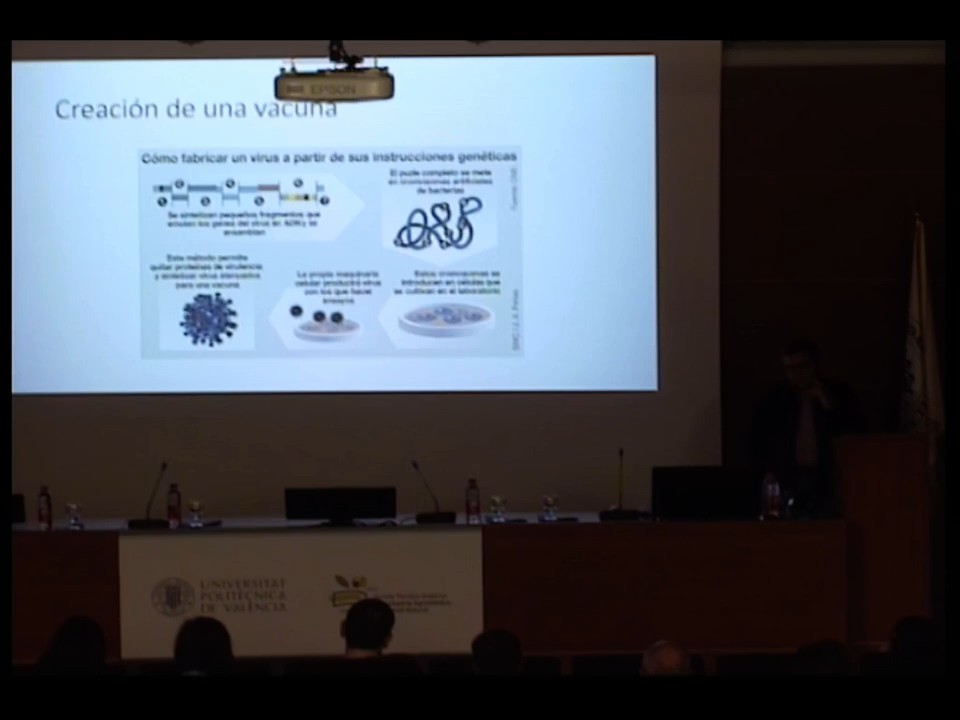 EPSON
Creación de una vacuna
Cómo fabricar un virus a partir de sus instrucciones genéticas
Se sintetizan pequeños fragmentos que
emulan los genes del virus en ADN y se
ensamblan
El puzle completo se mete
en cromosomas artificiales
de bacterias
Este método permite
quitar proteínas de virulencia
y sintetizar virus atenuados
para una vacuna
La propia maquinaria
celular producirá virus
con los que hacer
ensayos
Estos cromosomas se
introducen en células que
se cultivan en el laboratorio
UNIVERSITAT
POLITÈCNICA
DE VALÈNCIA